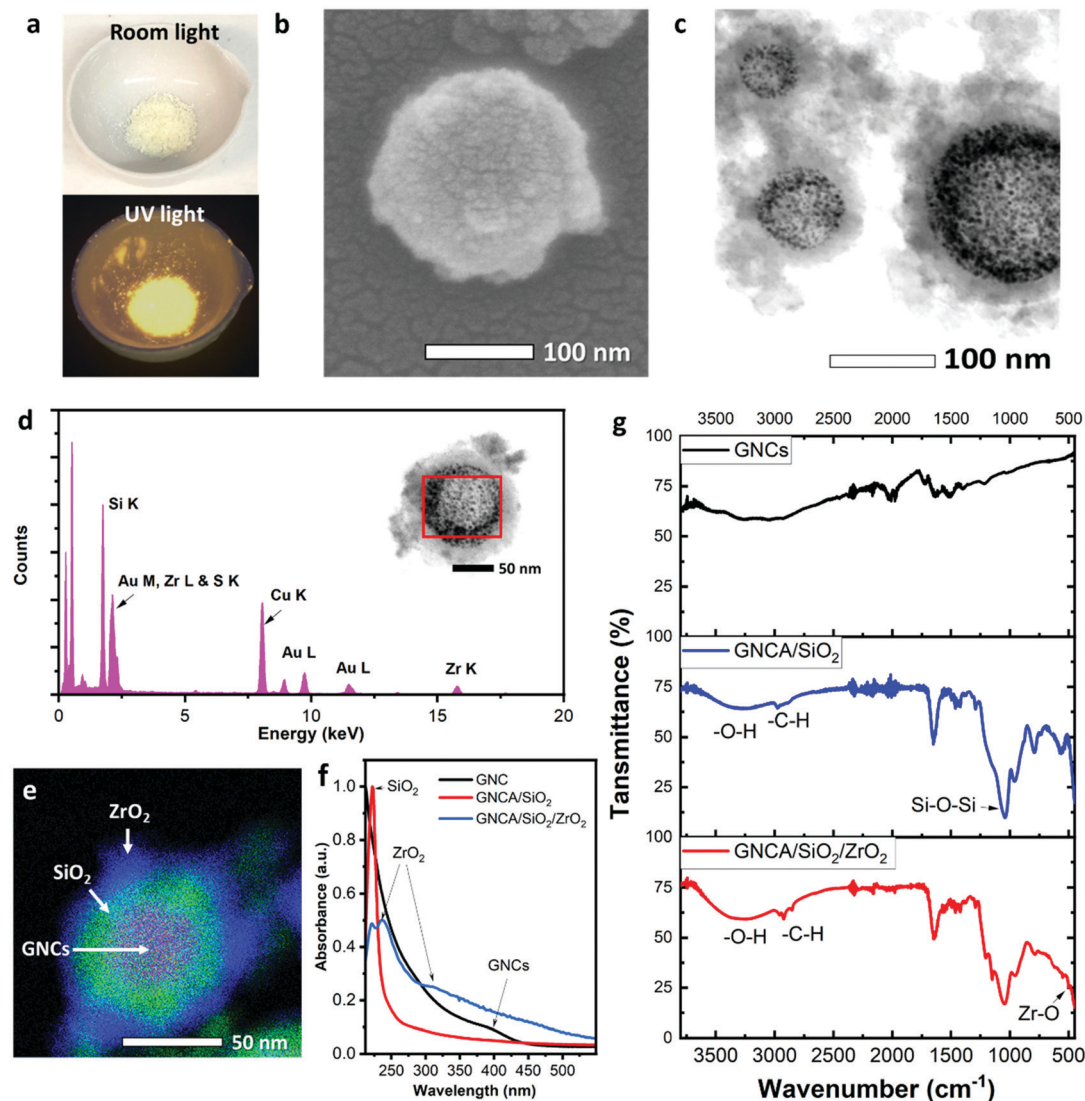 a
Room light
UV light
b
100 nm
c
100 nm
d
Counts
Si K
Au M, Zr L & S K
Cu K
Au L
Au L
Zr K
50 nm
0 5 10 15 20
Energy (keV)
e
ZrO₂
SiO₂
GNCs
50 nm
f
GNC
GNCA/SiO₂
GNCA/SiO₂/ZrO₂
SiO₂
ZrO₂
GNCs
Absorbance (a.u.)
1.0
0.8
0.6
0.4
0.2
0.0
250 300 350 400 450 500
Wavelength (nm)
g
3500 3000 2500 2000 1500 1000 450
Tansmittance (%)
100
GNCs
75
50
25
100
GNCA/SiO₂
75
-O-H
-C-H
50
25
Si-O-Si
100
GNCA/SiO₂/ZrO₂
75
-O-H
-C-H
50
25
Zr-O
0
3500 3000 2500 2000 1500 1000 450
Wavenumber (cm⁻¹)